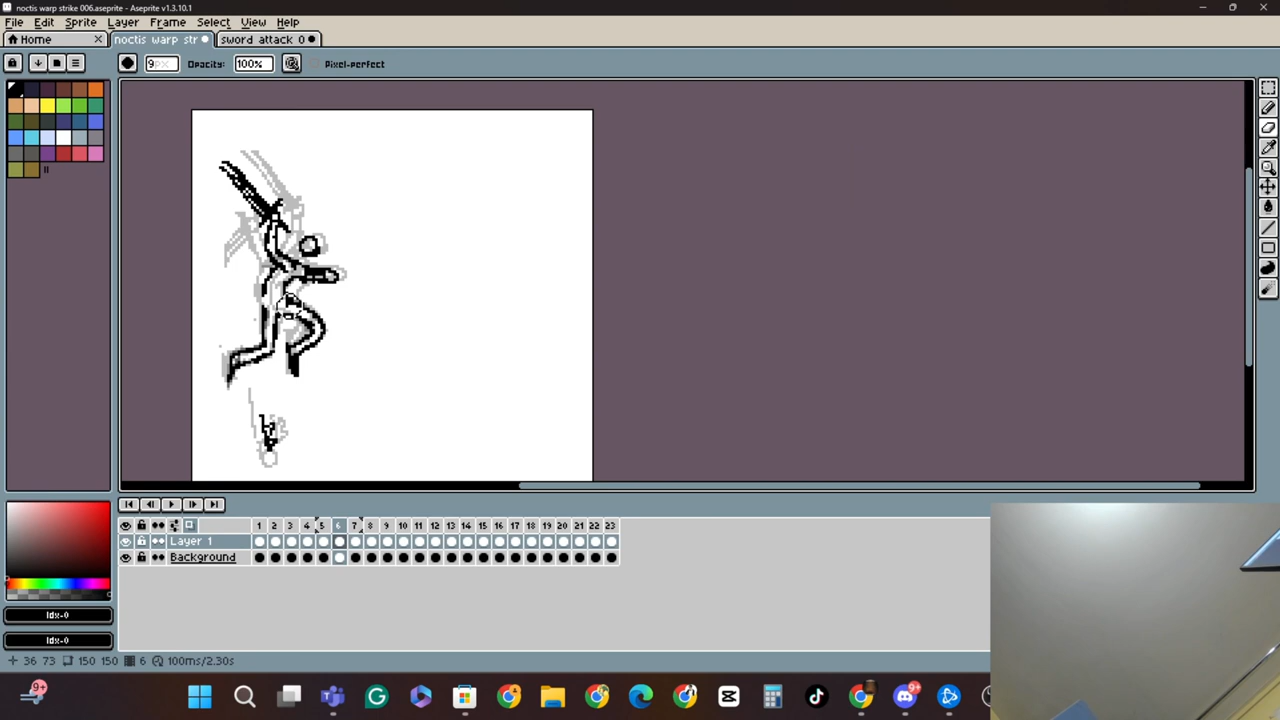 noctis warp strike 006.aseprite - Aseprite v1.3.10.1
File Edit Sprite Layer Frame Select View Help
Home noctis warp str sword attack 0
9px Opacity: 100% Pixel-perfect
1 2 3 4 5 6 7 8 9 10 11 12 13 14 15 16 17 18 19 20 21 22 23
Layer 1
Background
Idx-0
Idx-0
36 73 150 150 6 100ms/2.30s
9+ 9+